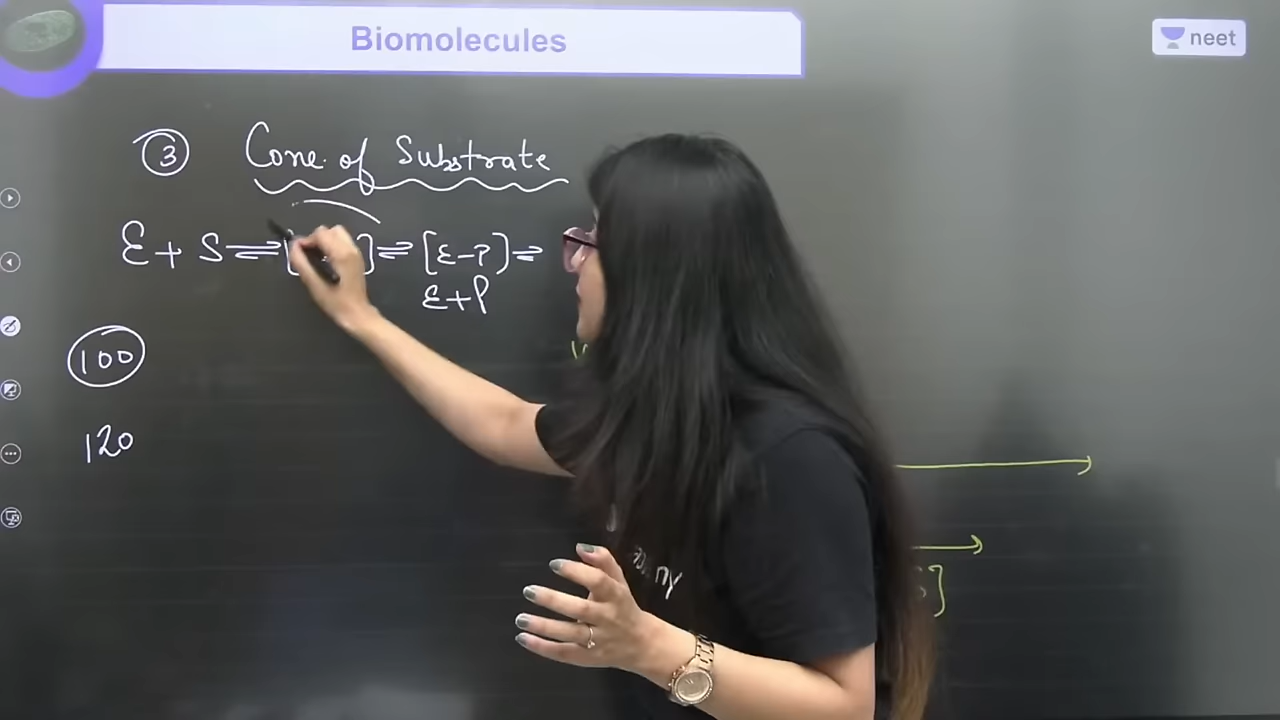 Biomolecules
neet
③ Conc. of Substrate
E + S ⇌ [ ] ⇌ [E-P] ⇌
E+P
100
120
S]